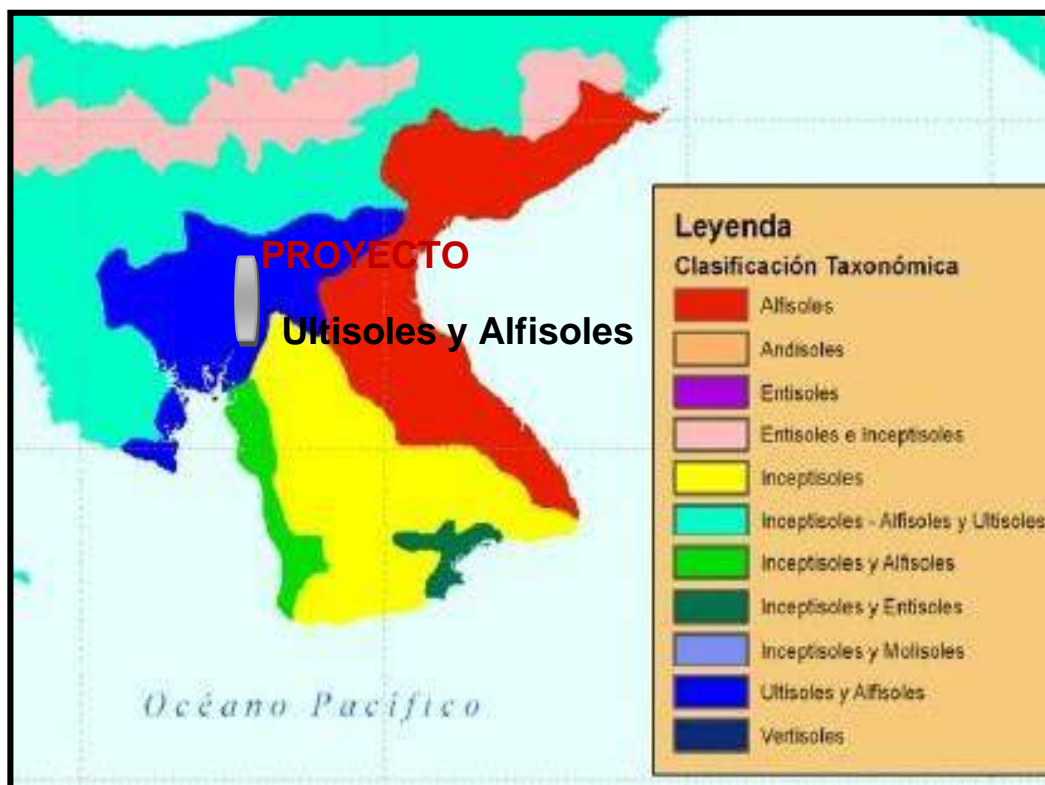 PROYECTO
Ultisoles y Alfisoles
Océano Pacífico
Leyenda
Clasificación Taxonómica
Alfisoles
Andisoles
Entisoles
Entisoles e Inceptisoles
Inceptisoles
Inceptisoles - Alfisoles y Ultisoles
Inceptisoles y Alfisoles
Inceptisoles y Entisoles
Inceptisoles y Molisoles
Ultisoles y Alfisoles
Vertisoles